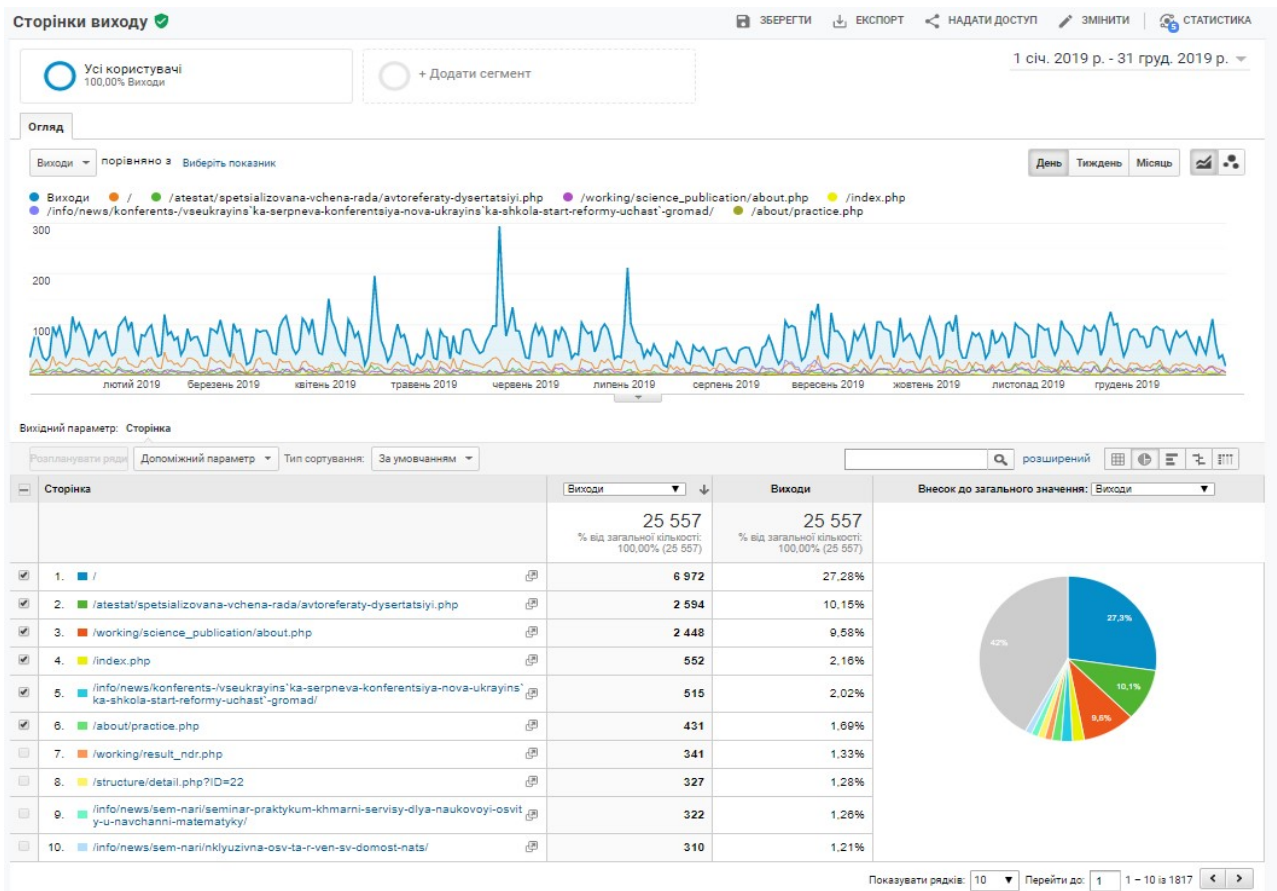 Сторінки виходу
ЗБЕРЕГТИ ЕКСПОРТ НАДАТИ ДОСТУП ЗМІНИТИ СТАТИСТИКА
5
Усі користувачі
100,00% Виходи
+ Додати сегмент
1 січ. 2019 р. - 31 груд. 2019 р.
Огляд
Виходи порівняно з Виберіть показник
День Тиждень Місяць
Виходи / /atestat/spetsializovana-vchena-rada/avtoreferaty-dysertatsiyi.php /working/science_publication/about.php /index.php
/info/news/konferents-/vseukrayins`ka-serpneva-konferentsiya-nova-ukrayins`ka-shkola-start-reformy-uchast`-gromad/ /about/practice.php
300
200
100
лютий 2019 березень 2019 квітень 2019 травень 2019 червень 2019 липень 2019 серпень 2019 вересень 2019 жовтень 2019 листопад 2019 грудень 2019
Вихідний параметр: Сторінка
Розпланувати ряди Допоміжний параметр Тип сортування: За умовчанням розширений
Сторінка Виходи Виходи Внесок до загального значення: Виходи
25 557 25 557
% від загальної кількості: % від загальної кількості:
100,00% (25 557) 100,00% (25 557)
1. / 6 972 27,28%
2. /atestat/spetsializovana-vchena-rada/avtoreferaty-dysertatsiyi.php 2 594 10,15%
3. /working/science_publication/about.php 2 448 9,58%
4. /index.php 552 2,16%
5. /info/news/konferents-/vseukrayins`ka-serpneva-konferentsiya-nova-ukrayins`
ka-shkola-start-reformy-uchast`-gromad/ 515 2,02%
6. /about/practice.php 431 1,69%
7. /working/result_ndr.php 341 1,33%
8. /structure/detail.php?ID=22 327 1,28%
9. /info/news/sem-nari/seminar-praktykum-khmarni-servisy-dlya-naukovoyi-osvit
y-u-navchanni-matematyky/ 322 1,26%
10. /info/news/sem-nari/nklyuzivna-osv-ta-r-ven-sv-domost-nats/ 310 1,21%
27,3%
42%
10,1%
9,6%
Показувати рядків: 10 Перейти до: 1 1 – 10 із 1817